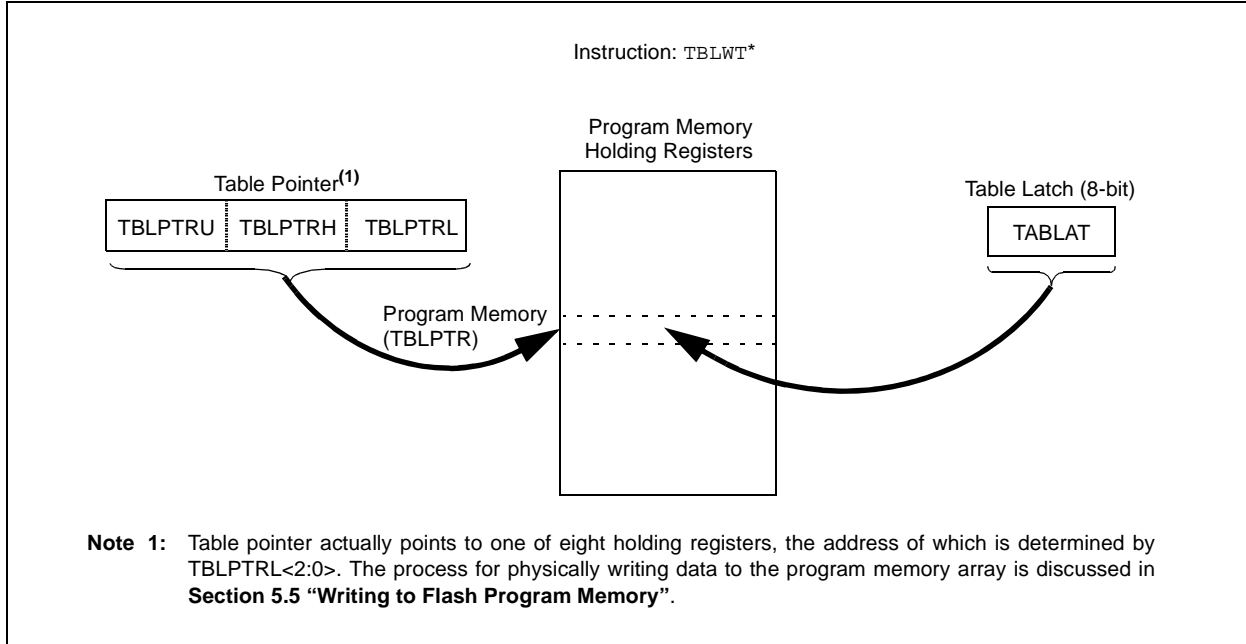 Instruction: TBLWT*
Program Memory
Holding Registers
Table Pointer(1)
Table Latch (8-bit)
TBLPTRU TBLPTRH TBLPTRL
TABLAT
Program Memory
(TBLPTR)
Note 1: Table pointer actually points to one of eight holding registers, the address of which is determined by
TBLPTRL<2:0>. The process for physically writing data to the program memory array is discussed in
Section 5.5 “Writing to Flash Program Memory”.